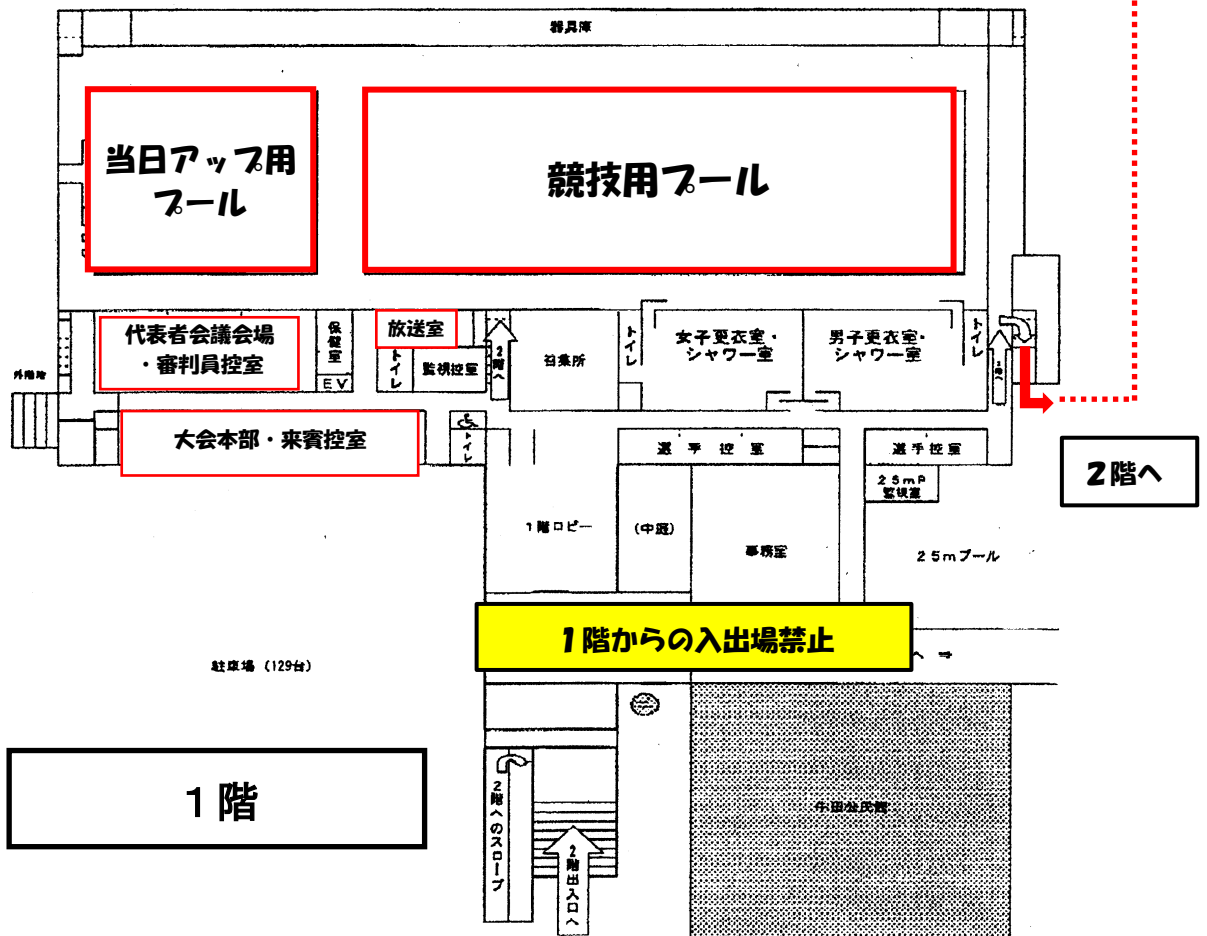 器具庫
当日アップ用
プール
競技用プール
代表者会議会場
・審判員控室
保健室
EV
放送室
トイレ
監視控室
2階へ
召集所
トイレ
女子更衣室・
シャワー室
男子更衣室・
シャワー室
トイレ
外階段
大会本部・来賓控室
トイレ
選手控室
選手控室
25mP
監視室
2階へ
1階ロビー
(中庭)
事務室
25mプール
1階からの入出場禁止
へ ⇒
駐車場(129台)
1階
2階へのスロープ
2階出入口へ
牛田公民館